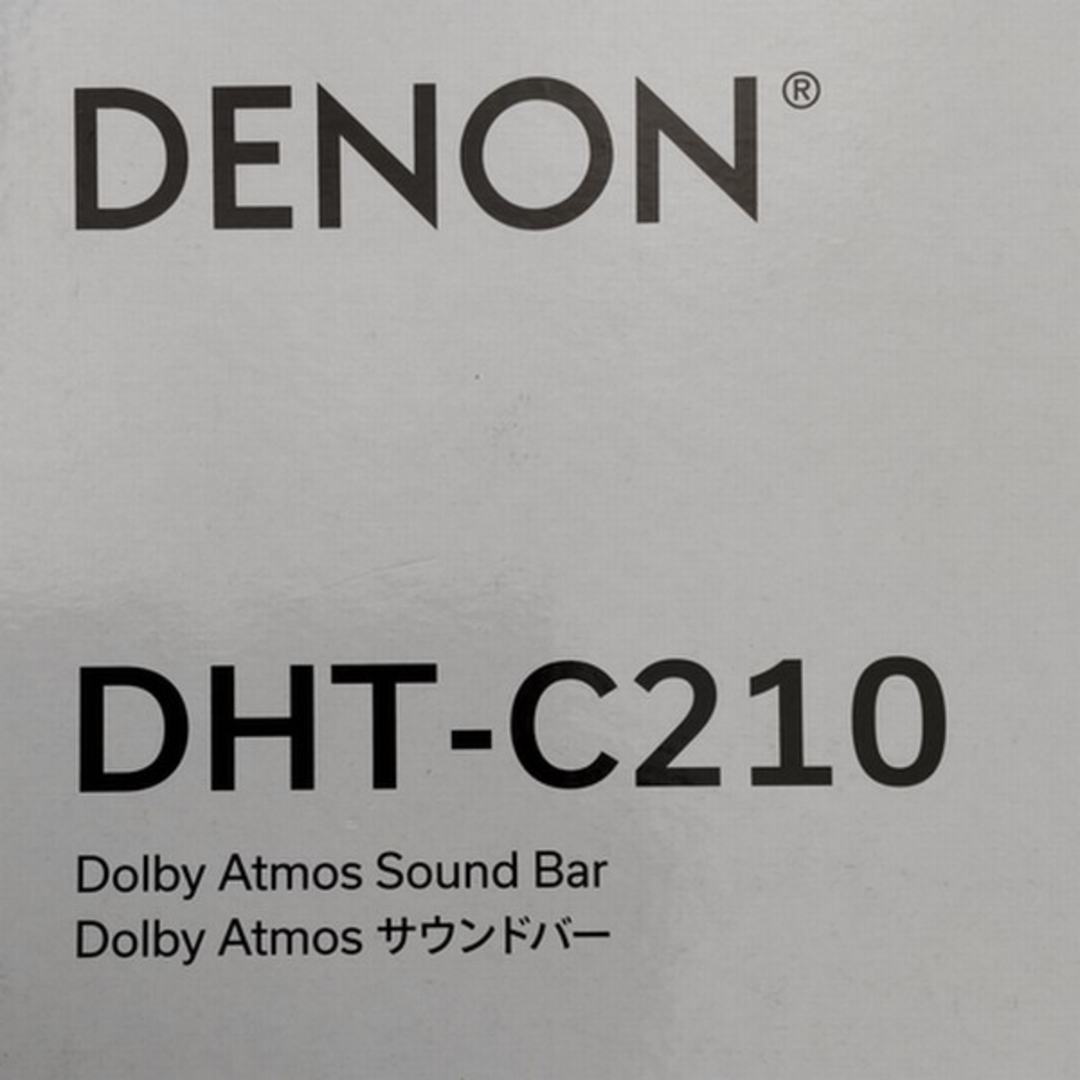 DENON®
DHT-C210
Dolby Atmos Sound Bar
Dolby Atmos サウンドバー